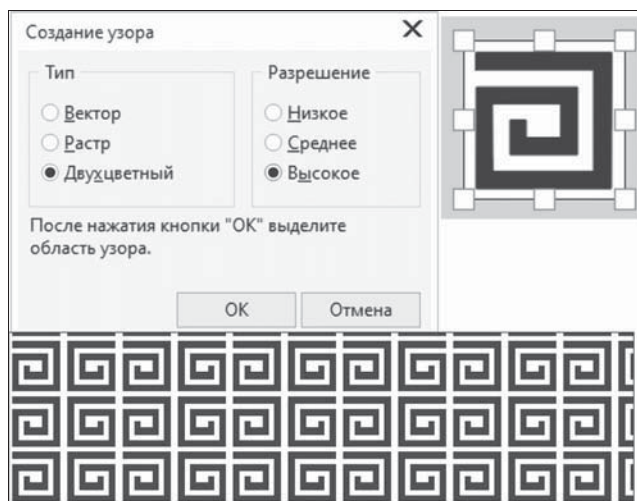 Создание узора
Тип
Разрешение
Вектор
Низкое
Растр
Среднее
Двухцветный
Высокое
После нажатия кнопки "ОК" выделите
область узора.
ОК
Отмена